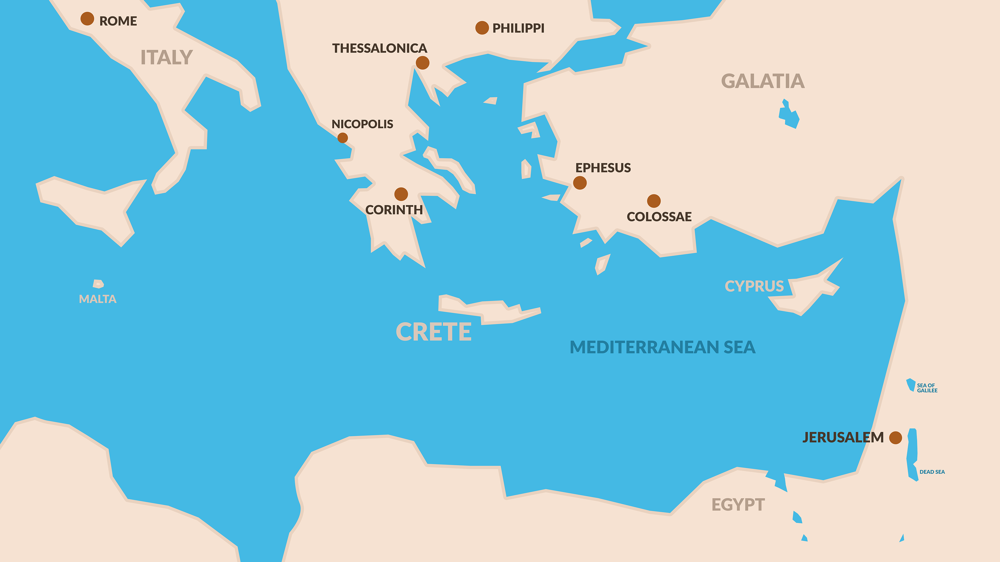 ROME
PHILIPPI
THESSALONICA
ITALY
GALATIA
NICOPOLIS
EPHESUS
CORINTH
COLOSSAE
CYPRUS
MALTA
CRETE
MEDITERRANEAN SEA
SEA OF
GALILEE
JERUSALEM
DEAD SEA
EGYPT